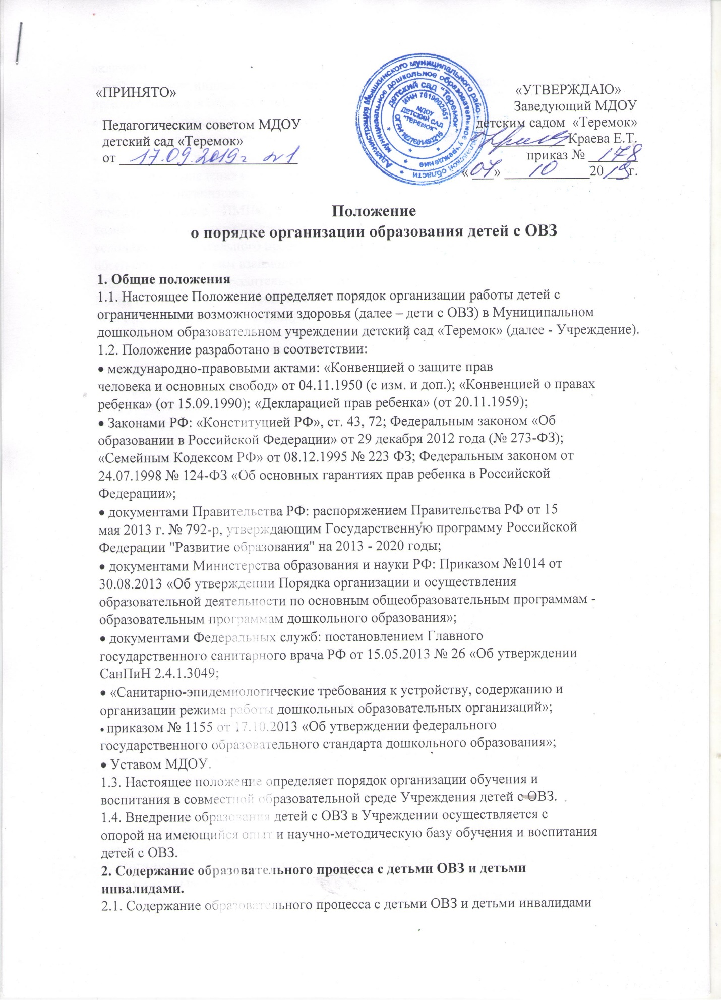 «ПРИНЯТО»
Педагогическим советом МДОУ
детский сад «Теремок»
от 17.09.2019 г №1
Администрация Мышкинского муниципального района Ярославской области
муниципальное дошкольное образовательное учреждение
Детский сад "Теремок"
ИНН 7619002951
ОГРН 1027601493215
МДОУ
ДЕТСКИЙ САД
"ТЕРЕМОК"
«УТВЕРЖДАЮ»
Заведующий МДОУ
детским садом «Теремок»
Краева Е.Т.
приказ № 178
«07» 10 2019 г.
Положение
о порядке организации образования детей с ОВЗ
1. Общие положения
1.1. Настоящее Положение определяет порядок организации работы детей с
ограниченными возможностями здоровья (далее – дети с ОВЗ) в Муниципальном
дошкольном образовательном учреждении детский сад «Теремок» (далее - Учреждение).
1.2. Положение разработано в соответствии:
• международно-правовыми актами: «Конвенцией о защите прав
человека и основных свобод» от 04.11.1950 (с изм. и доп.); «Конвенцией о правах
ребенка» (от 15.09.1990); «Декларацией прав ребенка» (от 20.11.1959);
• Законами РФ: «Конституцией РФ», ст. 43, 72; Федеральным законом «Об
образовании в Российской Федерации» от 29 декабря 2012 года (№ 273-ФЗ);
«Семейным Кодексом РФ» от 08.12.1995 № 223 ФЗ; Федеральным законом от
24.07.1998 № 124-ФЗ «Об основных гарантиях прав ребенка в Российской
Федерации»;
• документами Правительства РФ: распоряжением Правительства РФ от 15
мая 2013 г. № 792-р, утверждающим Государственную программу Российской
Федерации "Развитие образования" на 2013 - 2020 годы;
• документами Министерства образования и науки РФ: Приказом №1014 от
30.08.2013 «Об утверждении Порядка организации и осуществления
образовательной деятельности по основным общеобразовательным программам -
образовательным программам дошкольного образования»;
• документами Федеральных служб: постановлением Главного
государственного санитарного врача РФ от 15.05.2013 № 26 «Об утверждении
СанПиН 2.4.1.3049;
• «Санитарно-эпидемиологические требования к устройству, содержанию и
организации режима работы дошкольных образовательных организаций»;
• приказом № 1155 от 17.10.2013 «Об утверждении федерального
государственного образовательного стандарта дошкольного образования»;
• Уставом МДОУ.
1.3. Настоящее положение определяет порядок организации обучения и
воспитания в совместной образовательной среде Учреждения детей с ОВЗ.
1.4. Внедрение образования детей с ОВЗ в Учреждении осуществляется с
опорой на имеющийся опыт и научно-методическую базу обучения и воспитания
детей с ОВЗ.
2. Содержание образовательного процесса с детьми ОВЗ и детьми
инвалидами.
2.1. Содержание образовательного процесса с детьми ОВЗ и детьми инвалидами